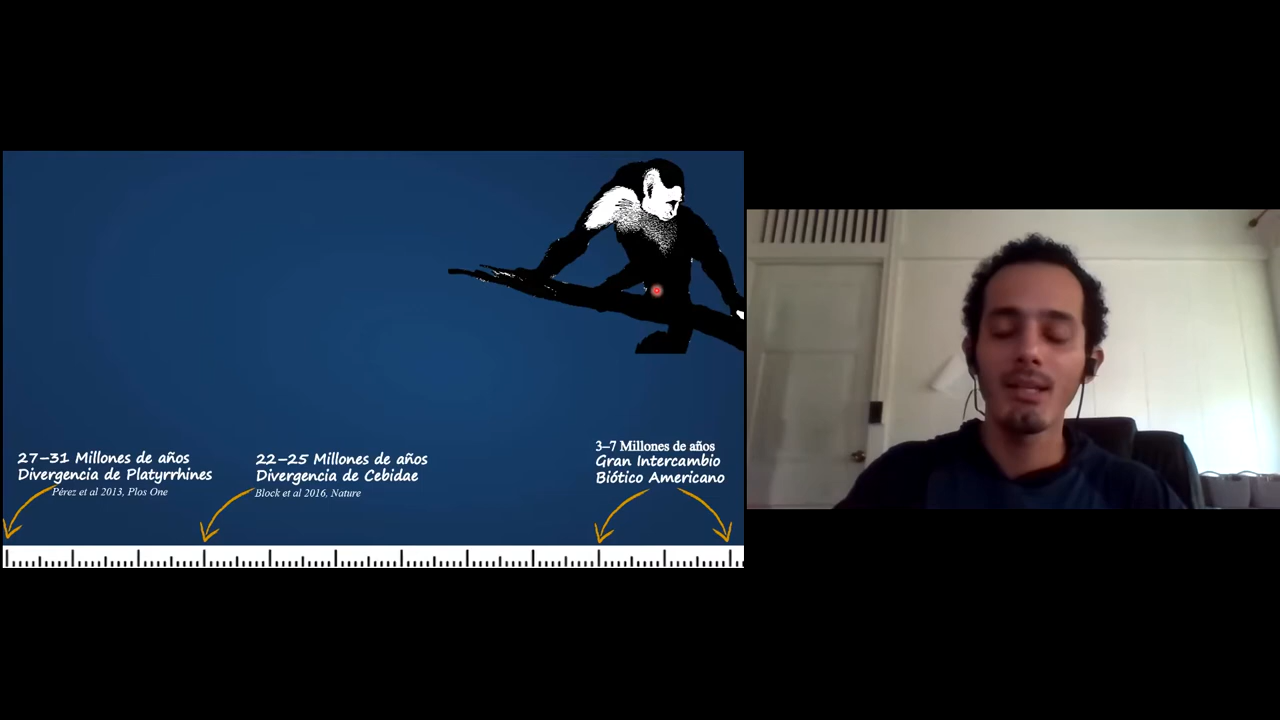 27–31 Millones de años
Divergencia de Platyrrhines
Pérez et al 2013, Plos One
22–25 Millones de años
Divergencia de Cebidae
Block et al 2016, Nature
3–7 Millones de años
Gran Intercambio
Biótico Americano